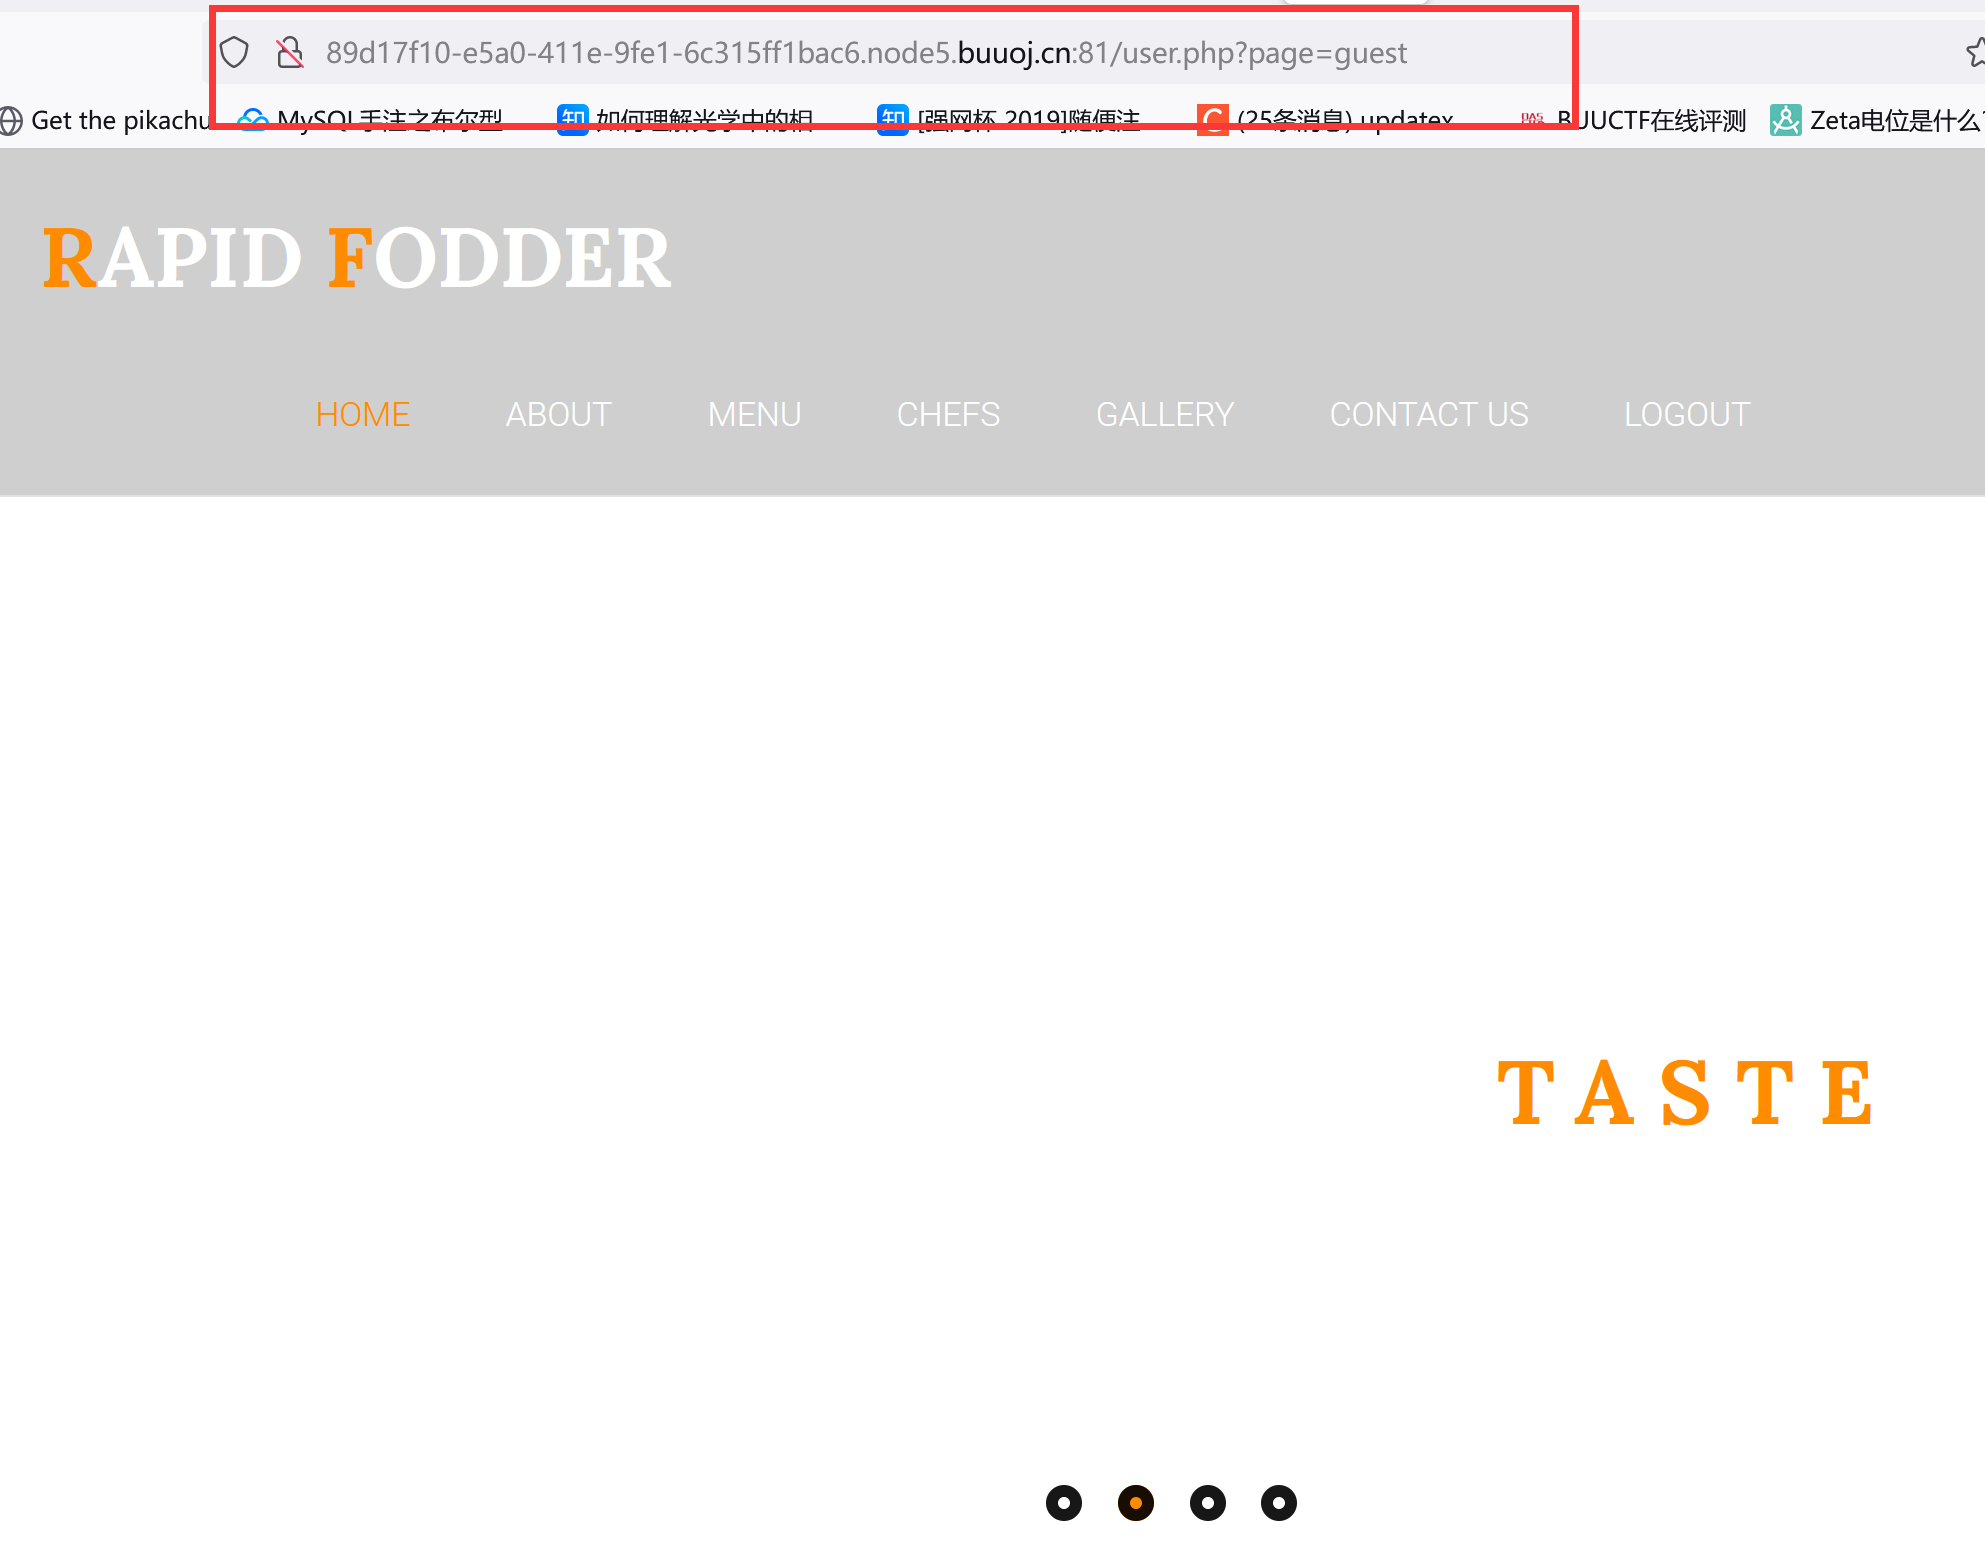 89d17f10-e5a0-411e-9fe1-6c315ff1bac6.node5.buuoj.cn:81/user.php?page=guest
Get the pikachu MySQL手注之布尔型 如何理解光学中的相 [强网杯 2019]随便注 (25条消息) updatex BUUCTF在线评测 Zeta电位是什么?
RAPID FODDER
HOME ABOUT MENU CHEFS GALLERY CONTACT US LOGOUT
TASTE